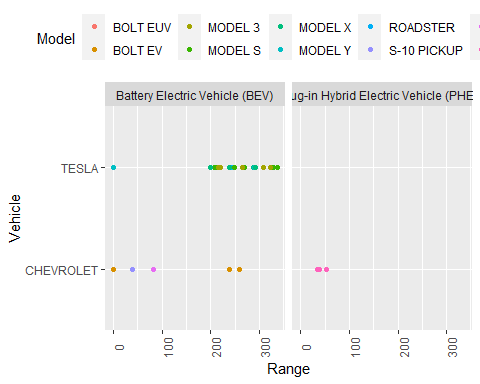 Model
BOLT EUV
MODEL 3
MODEL X
ROADSTER
BOLT EV
MODEL S
MODEL Y
S-10 PICKUP
Battery Electric Vehicle (BEV)
ug-in Hybrid Electric Vehicle (PHE
TESLA
CHEVROLET
Vehicle
0
100
200
300
0
100
200
300
Range